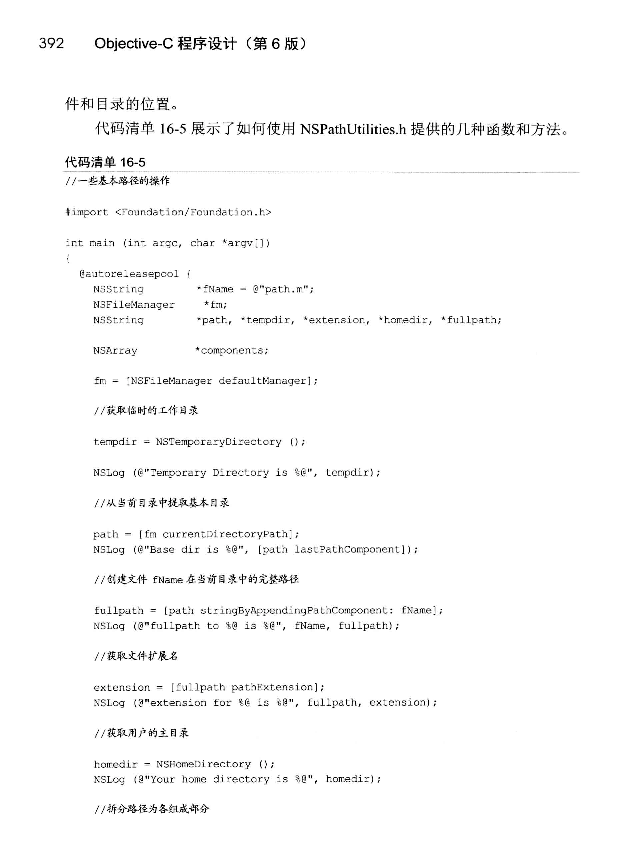 392 Objective-C 程序设计（第 6 版）
件和目录的位置。
代码清单 16-5 展示了如何使用 NSPathUtilities.h 提供的几种函数和方法。
代码清单 16-5
//一些基本路径的操作
#import <Foundation/Foundation.h>
int main (int argc, char *argv[])
{
@autoreleasepool {
NSString *fName = @"path.m";
NSFileManager *fm;
NSString *path, *tempdir, *extension, *homedir, *fullpath;
NSArray *components;
fm = [NSFileManager defaultManager];
//获取临时的工作目录
tempdir = NSTemporaryDirectory ();
NSLog (@"Temporary Directory is %@", tempdir);
//从当前目录中提取基本目录
path = [fm currentDirectoryPath];
NSLog (@"Base dir is %@", [path lastPathComponent]);
//创建文件 fName 在当前目录中的完整路径
fullpath = [path stringByAppendingPathComponent: fName];
NSLog (@"fullpath to %@ is %@", fName, fullpath);
//获取文件扩展名
extension = [fullpath pathExtension];
NSLog (@"extension for %@ is %@", fullpath, extension);
//获取用户的主目录
homedir = NSHomeDirectory ();
NSLog (@"Your home directory is %@", homedir);
//拆分路径为各组成部分